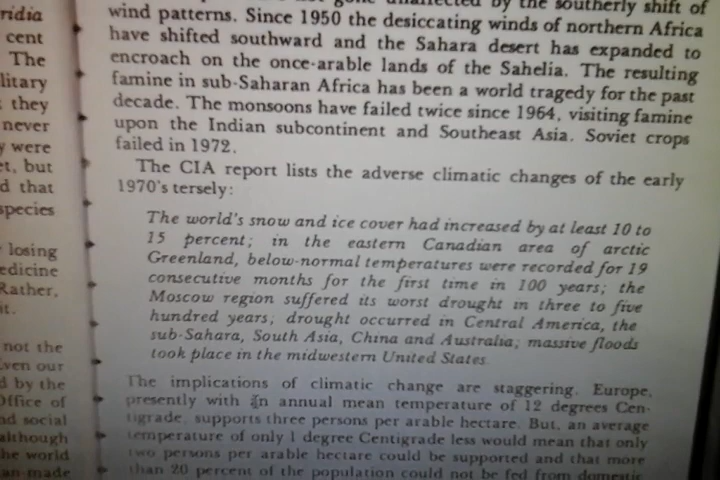 ridia
cent
The
litary
they
never
were
but
d that
species
losing
edicine
Rather,
it.
not the
ven our
d by the
Office of
nd social
although
he world
an-made
by the southerly shift of
wind patterns. Since 1950 the desiccating winds of northern Africa
have shifted southward and the Sahara desert has expanded to
encroach on the once-arable lands of the Sahelia. The resulting
famine in sub-Saharan Africa has been a world tragedy for the past
decade. The monsoons have failed twice since 1964, visiting famine
upon the Indian subcontinent and Southeast Asia. Soviet crops
failed in 1972.
The CIA report lists the adverse climatic changes of the early
1970's tersely:
The world's snow and ice cover had increased by at least 10 to
15 percent; in the eastern Canadian area of arctic
Greenland, below-normal temperatures were recorded for 19
consecutive months for the first time in 100 years; the
Moscow region suffered its worst drought in three to five
hundred years; drought occurred in Central America, the
sub-Sahara, South Asia, China and Australia; massive floods
took place in the midwestern United States
The implications of climatic change are staggering. Europe,
presently with an annual mean temperature of 12 degrees Cen-
tigrade, supports three persons per arable hectare. But, an average
temperature of only 1 degree Centigrade less would mean that only
two persons per arable hectare could be supported and that more
than 20 percent of the population could not be fed from domestic